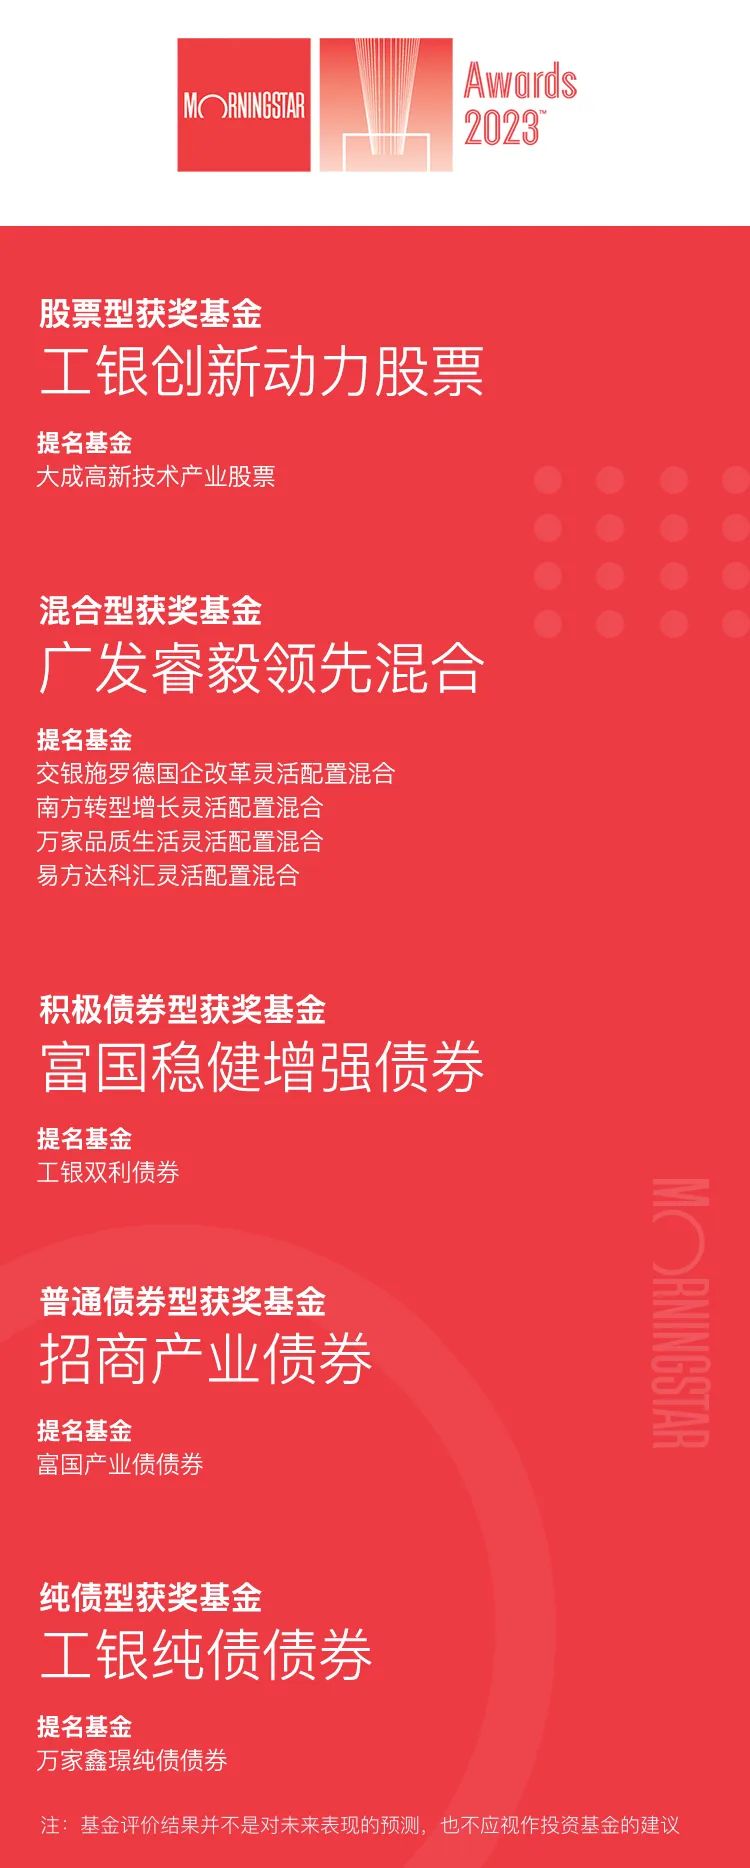 MORNINGSTAR
Awards
2023™
股票型获奖基金
工银创新动力股票
提名基金
大成高新技术产业股票
混合型获奖基金
广发睿毅领先混合
提名基金
交银施罗德国企改革灵活配置混合
南方转型增长灵活配置混合
万家品质生活灵活配置混合
易方达科汇灵活配置混合
积极债券型获奖基金
富国稳健增强债券
提名基金
工银双利债券
MORNINGSTAR
普通债券型获奖基金
招商产业债券
提名基金
富国产业债债券
纯债型获奖基金
工银纯债债券
提名基金
万家鑫璟纯债债券
注：基金评价结果并不是对未来表现的预测，也不应视作投资基金的建议